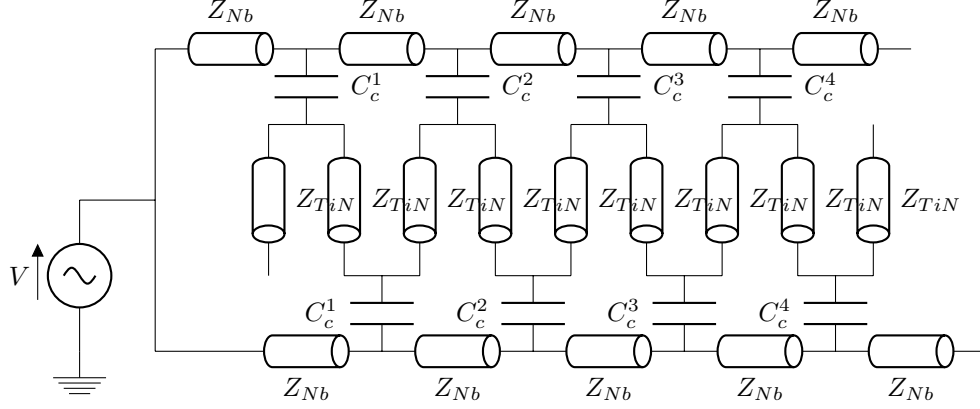 Z_{Nb} Z_{Nb} Z_{Nb} Z_{Nb} Z_{Nb}
C_c^1 C_c^2 C_c^3 C_c^4
Z_{TiN} Z_{TiN} Z_{TiN} Z_{TiN} Z_{TiN} Z_{TiN} Z_{TiN} Z_{TiN} Z_{TiN}
V
C_c^1 C_c^2 C_c^3 C_c^4
Z_{Nb} Z_{Nb} Z_{Nb} Z_{Nb} Z_{Nb}